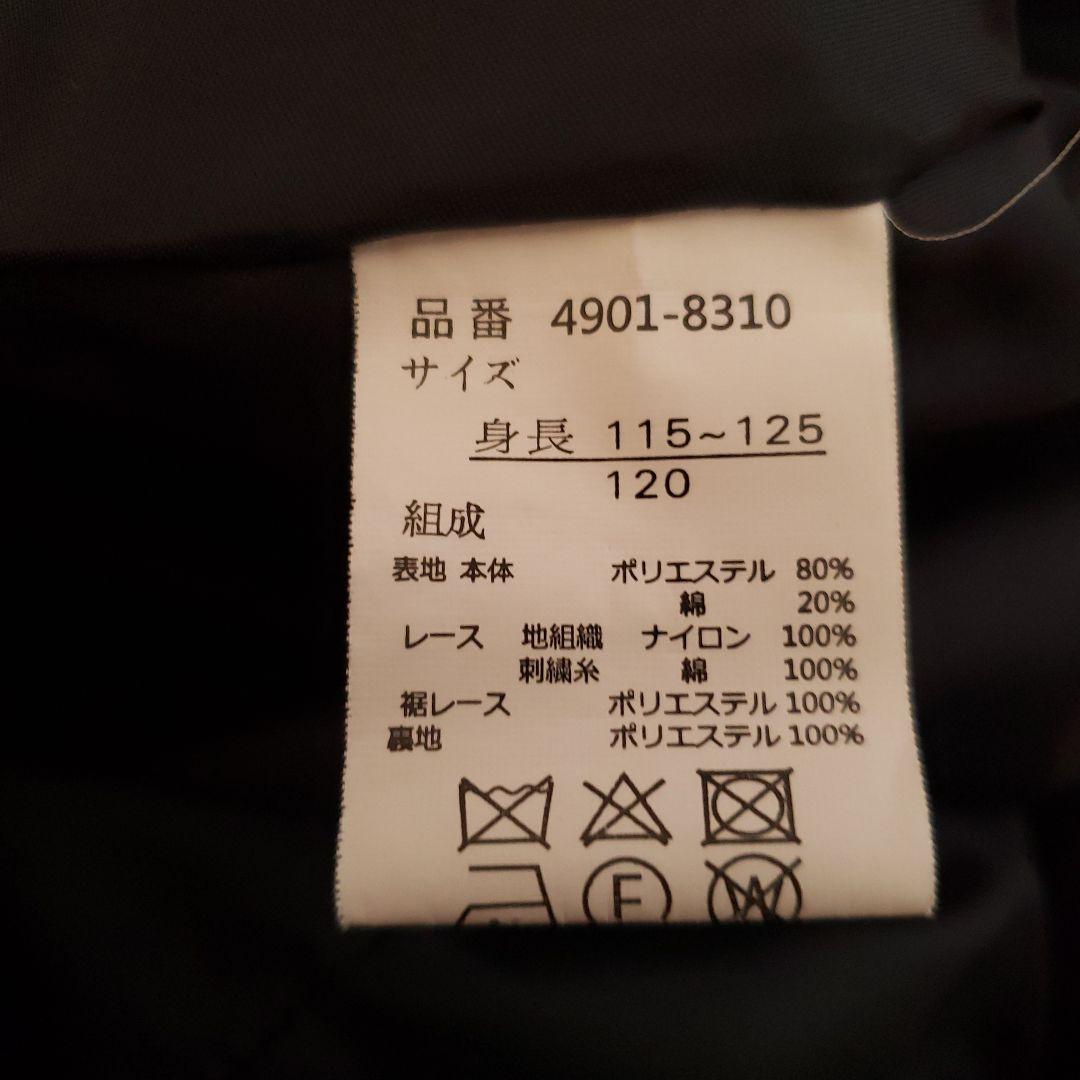 品番 4901-8310
サイズ
身長 115~125
120
組成
表地 本体 ポリエステル 80%
綿 20%
レース 地組織 ナイロン 100%
刺繍糸 綿 100%
裾レース ポリエステル 100%
裏地 ポリエステル 100%
F W